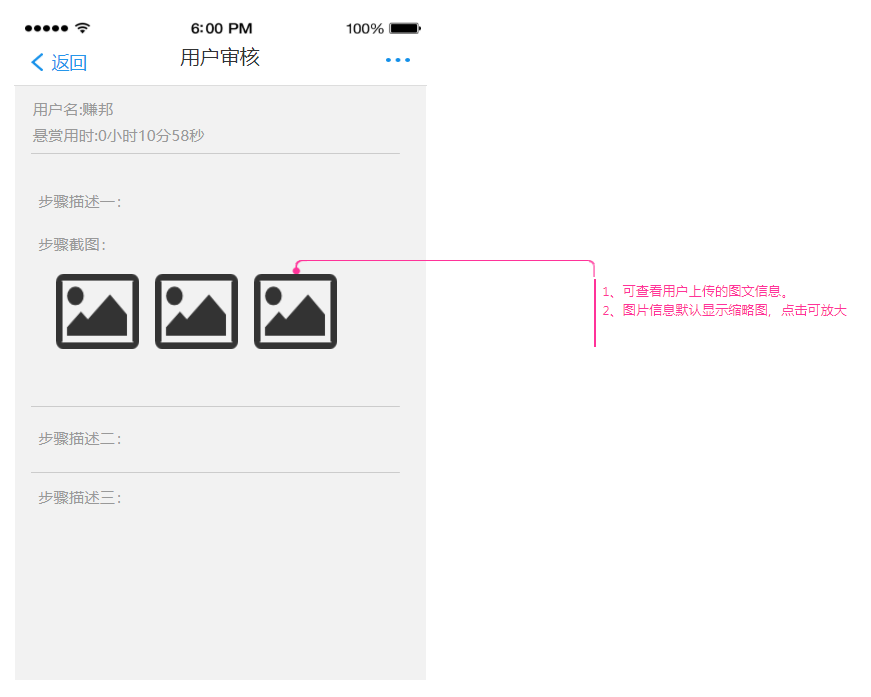 6:00 PM
100%
返回
用户审核
用户名:赚邦
悬赏用时:0小时10分58秒
步骤描述一：
步骤截图：
1、可查看用户上传的图文信息。
2、图片信息默认显示缩略图，点击可放大
步骤描述二：
步骤描述三：